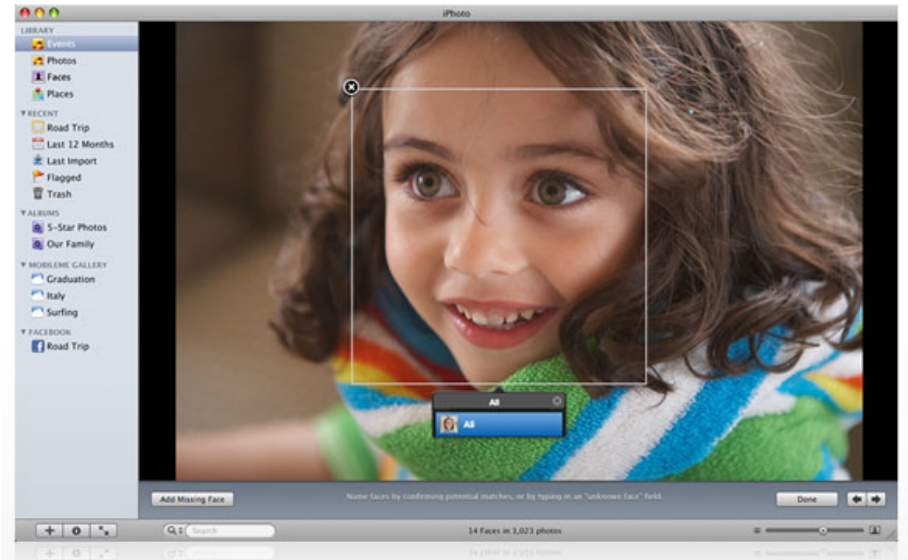 iPhoto
LIBRARY
Events
Photos
Faces
Places
RECENT
Road Trip
Last 12 Months
Last Import
Flagged
Trash
ALBUMS
5-Star Photos
Our Family
MOBILEME GALLERY
Graduation
Italy
Surfing
FACEBOOK
Road Trip
Ali
Ali
Add Missing Face
Name faces by confirming potential matches, or by typing in an "unknown face" field.
Done
Search
14 Faces in 1,023 photos